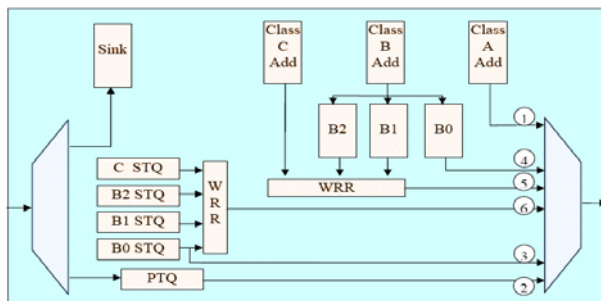 Sink
Class
C
Add
Class
B
Add
Class
A
Add
B2
B1
B0
1
4
WRR
5
C STQ
B2 STQ
B1 STQ
B0 STQ
W
R
R
6
3
PTQ
2